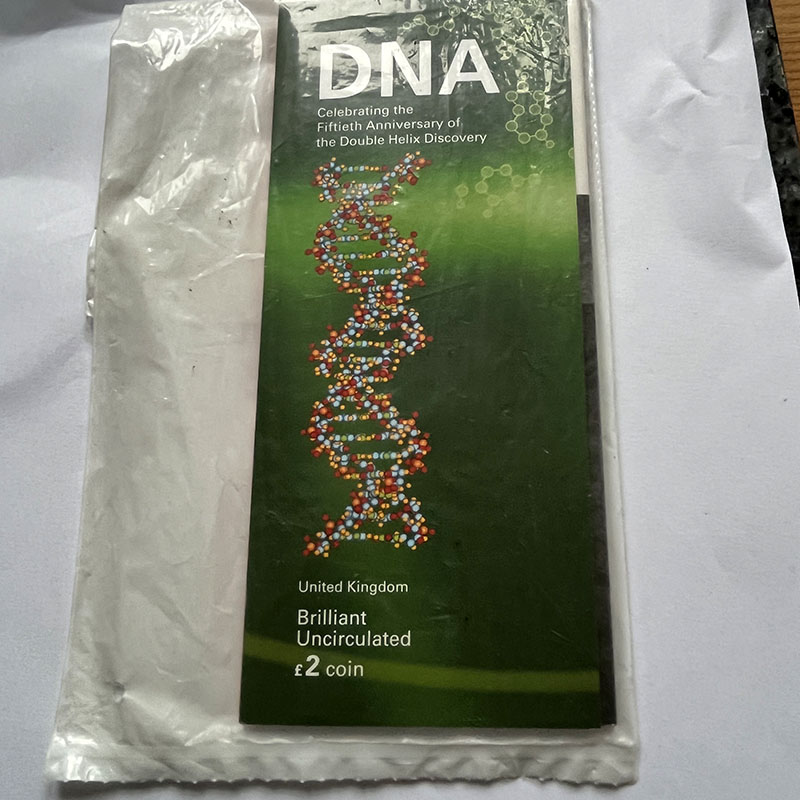 DNA
Celebrating the
Fiftieth Anniversary of
the Double Helix Discovery
United Kingdom
Brilliant
Uncirculated
£2 coin